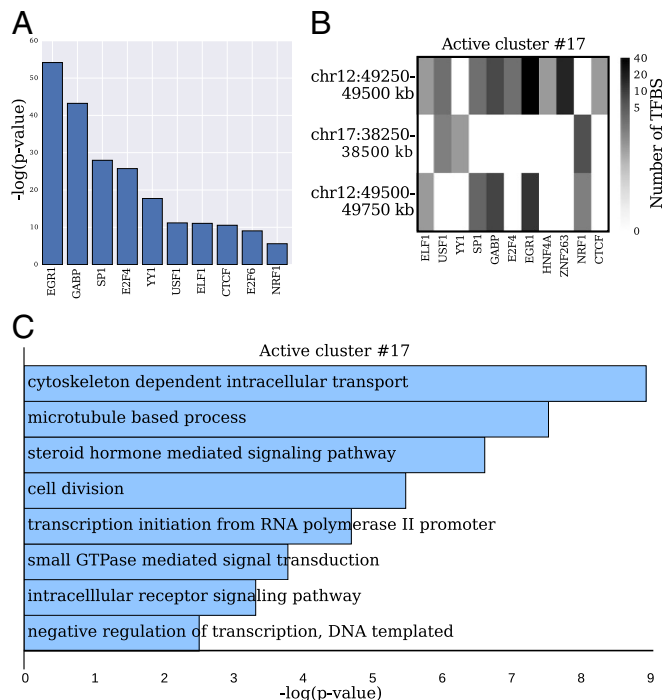 A
60
50
40
30
20
10
0
-log(p-value)
EGR1
GABP
SP1
E2F4
YY1
USF1
ELF1
CTCF
E2F6
NRF1
B
Active cluster #17
chr12:49250-
49500 kb
chr17:38250-
38500 kb
chr12:49500-
49750 kb
ELF1
USF1
YY1
SP1
GABP
E2F4
EGR1
HNF4A
ZNF263
NRF1
CTCF
40
20
10
5
0
Number of TFBS
C
Active cluster #17
cytoskeleton dependent intracellular transport
microtubule based process
steroid hormone mediated signaling pathway
cell division
transcription initiation from RNA polymerase II promoter
small GTPase mediated signal transduction
intracelllular receptor signaling pathway
negative regulation of transcription, DNA templated
0 1 2 3 4 5 6 7 8 9
-log(p-value)